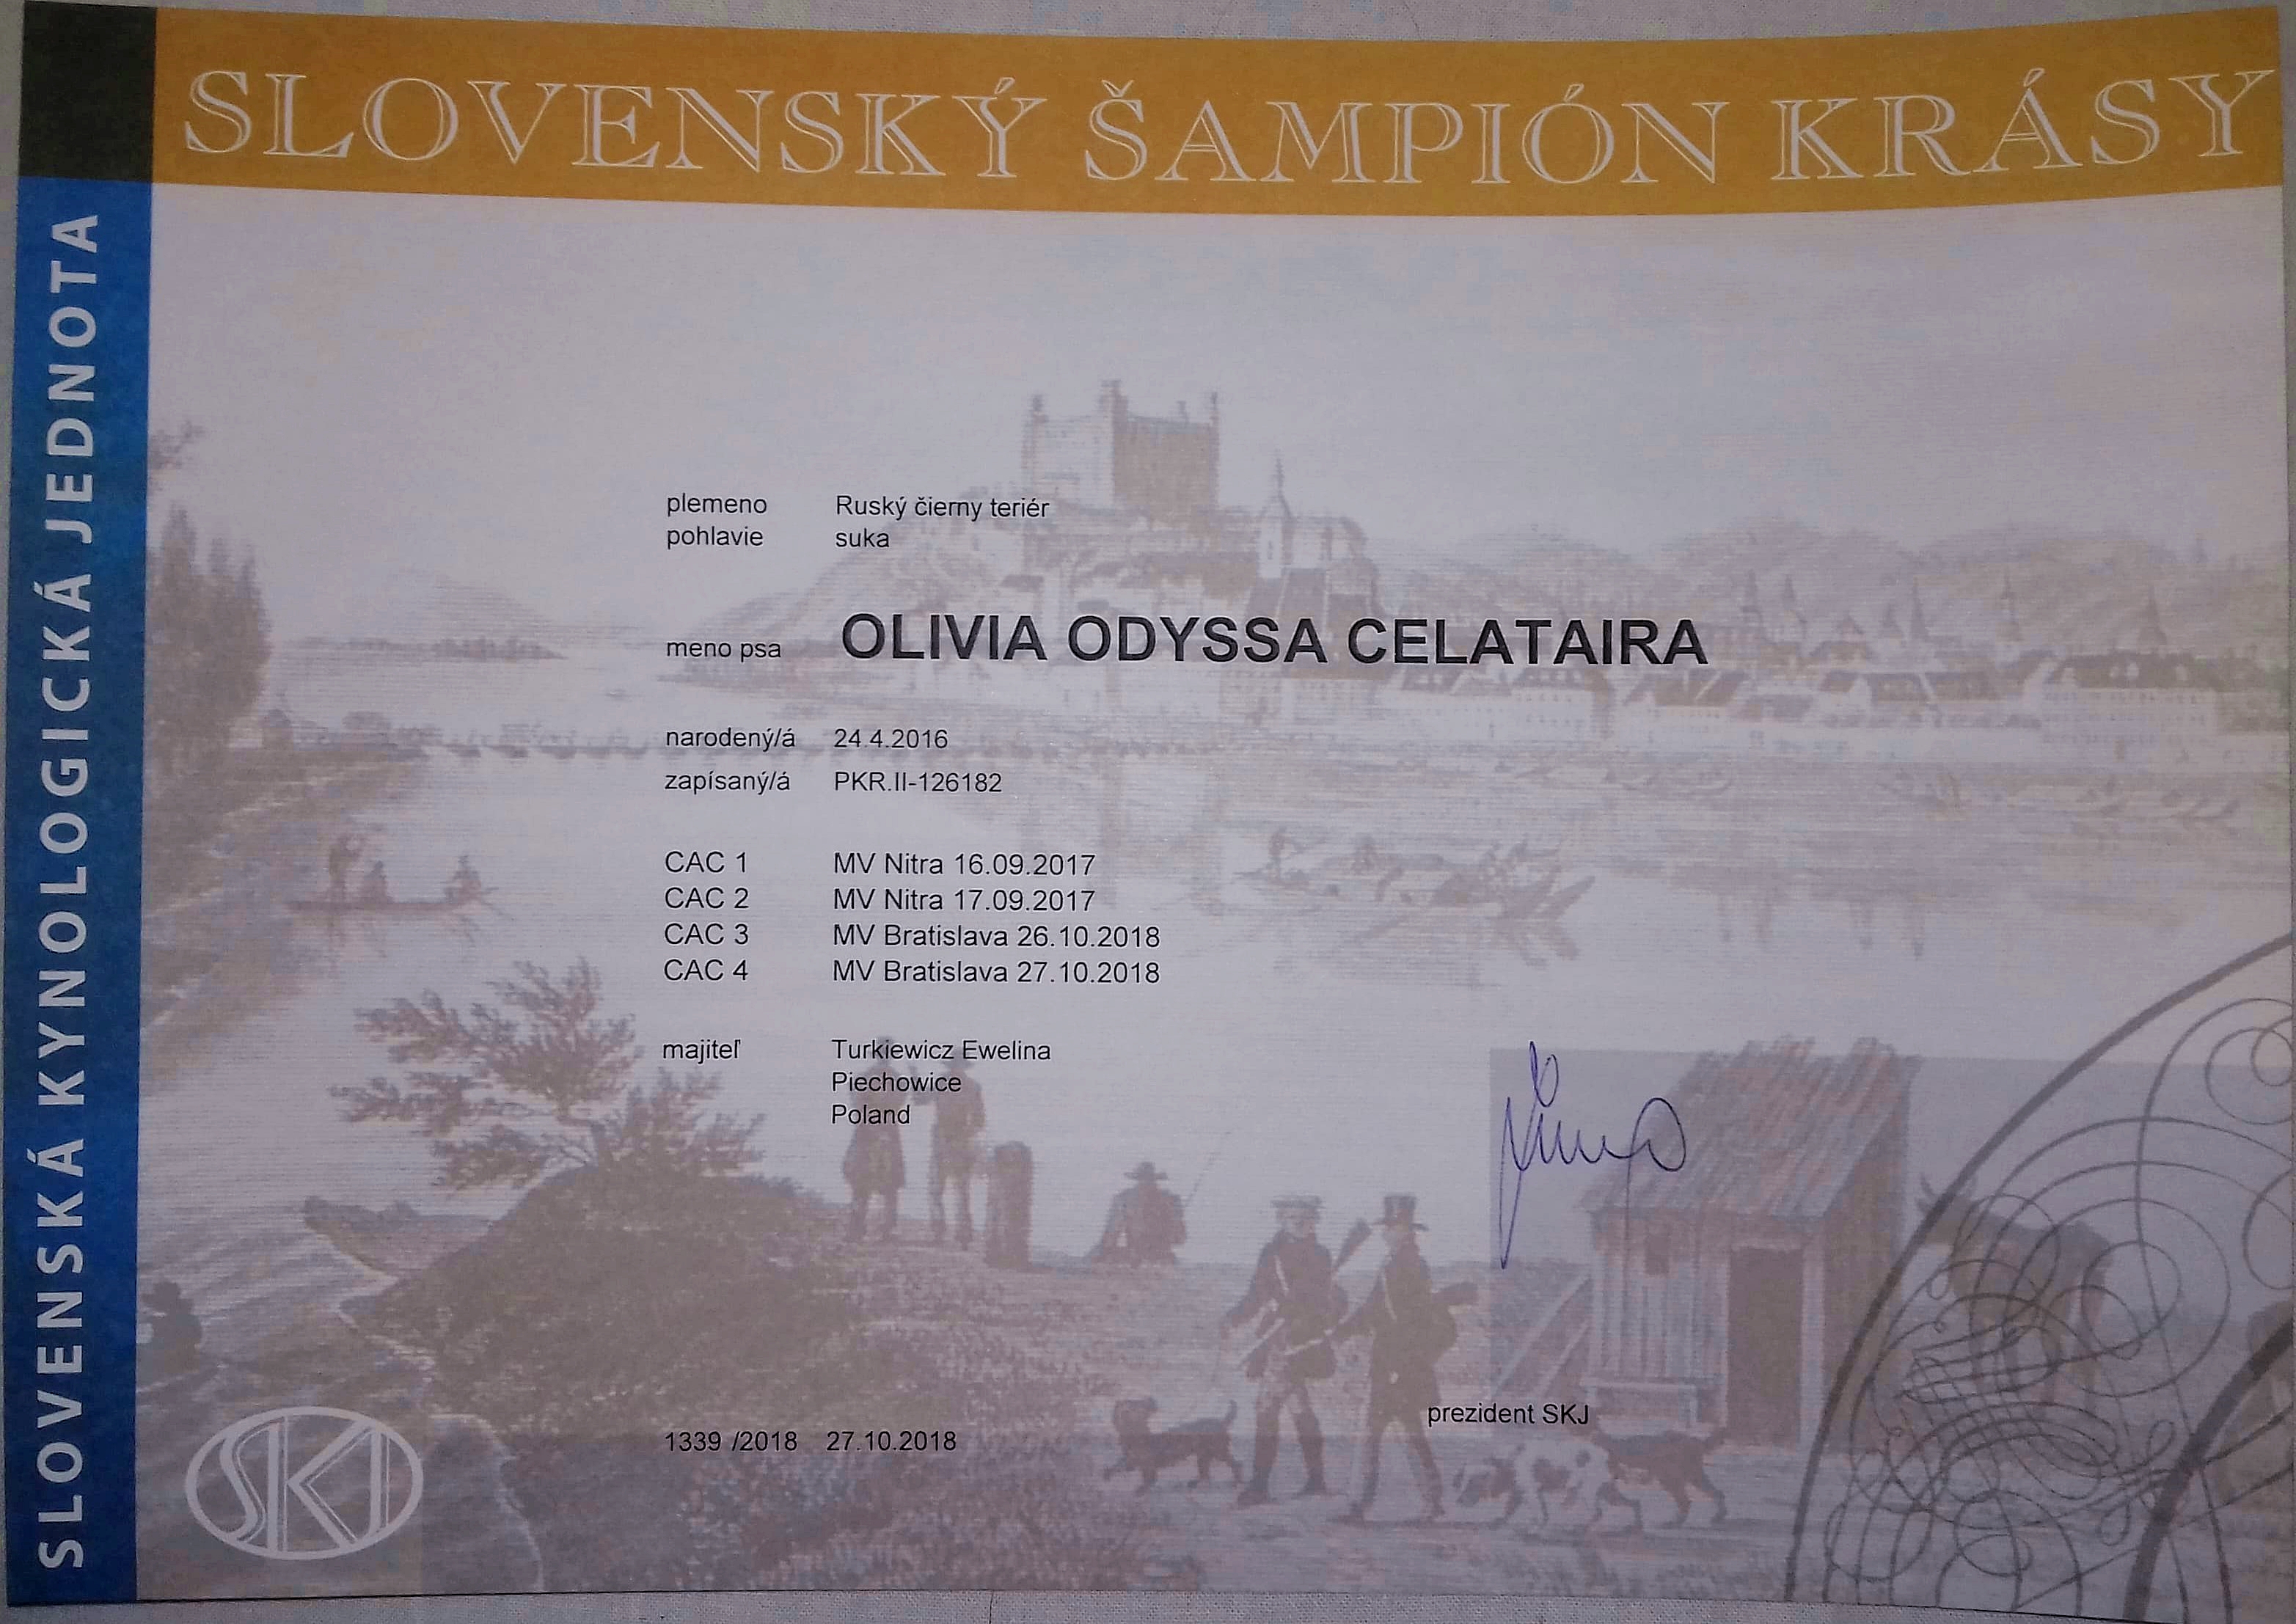 SLOVENSKÝ ŠAMPIÓN KRÁSY
SLOVENSKÁ KYNOLOGICKÁ JEDNOTA
plemeno Ruský čierny teriér
pohlavie suka
meno psa OLIVIA ODYSSA CELATAIRA
narodený/á 24.4.2016
zapísaný/á PKR.II-126182
CAC 1 MV Nitra 16.09.2017
CAC 2 MV Nitra 17.09.2017
CAC 3 MV Bratislava 26.10.2018
CAC 4 MV Bratislava 27.10.2018
majiteľ Turkiewicz Ewelina
Piechowice
Poland
prezident SKJ
1339 /2018 27.10.2018
SKJ